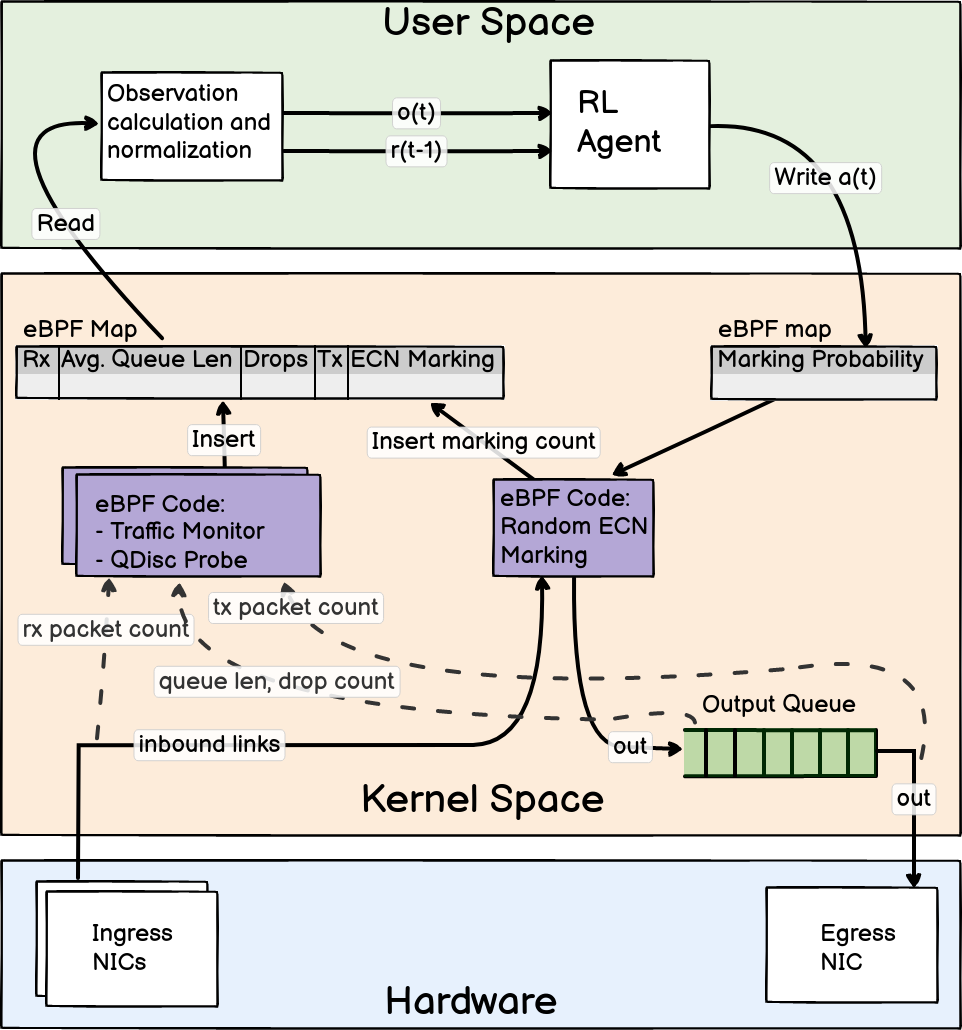 User Space
Observation
calculation and
normalization
o(t)
r(t-1)
RL
Agent
Write a(t)
Read
eBPF Map
Rx Avg. Queue Len Drops Tx ECN Marking
eBPF map
Marking Probability
Insert
Insert marking count
eBPF Code:
- Traffic Monitor
- QDisc Probe
eBPF Code:
Random ECN
Marking
rx packet count
tx packet count
queue len, drop count
Output Queue
inbound links
out
out
Kernel Space
Ingress
NICs
Egress
NIC
Hardware